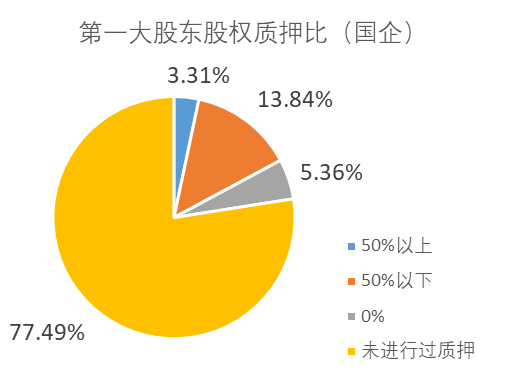 第一大股东股权质押比（国企）
3.31%
13.84%
5.36%
77.49%
50%以上
50%以下
0%
未进行过质押